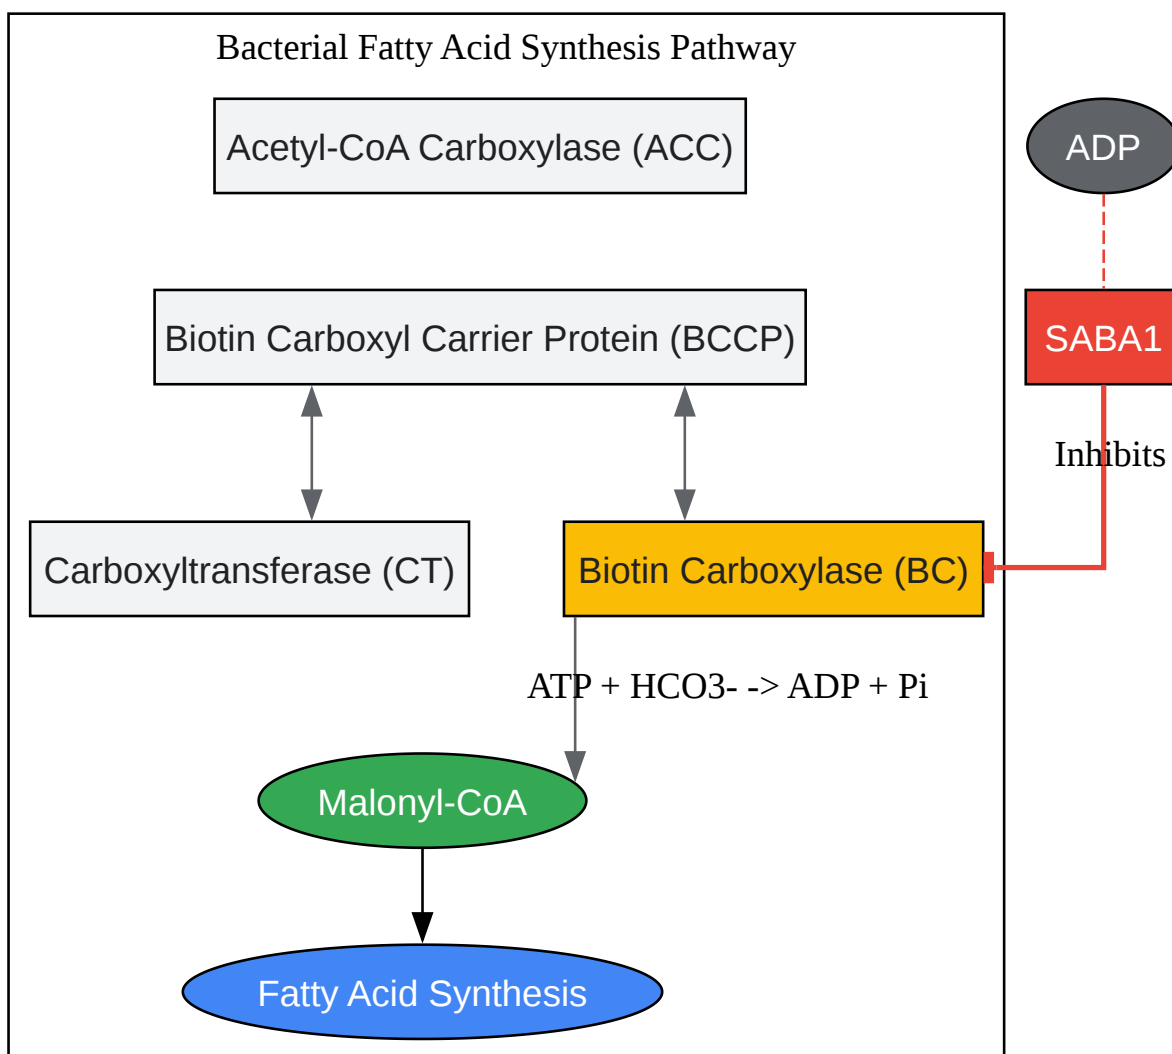 Bacterial Fatty Acid Synthesis Pathway
Acetyl-CoA Carboxylase (ACC)
ADP
Biotin Carboxyl Carrier Protein (BCCP)
SABA1
Inhibits
Carboxyltransferase (CT)
Biotin Carboxylase (BC)
ATP + HCO3- -> ADP + Pi
Malonyl-CoA
Fatty Acid Synthesis